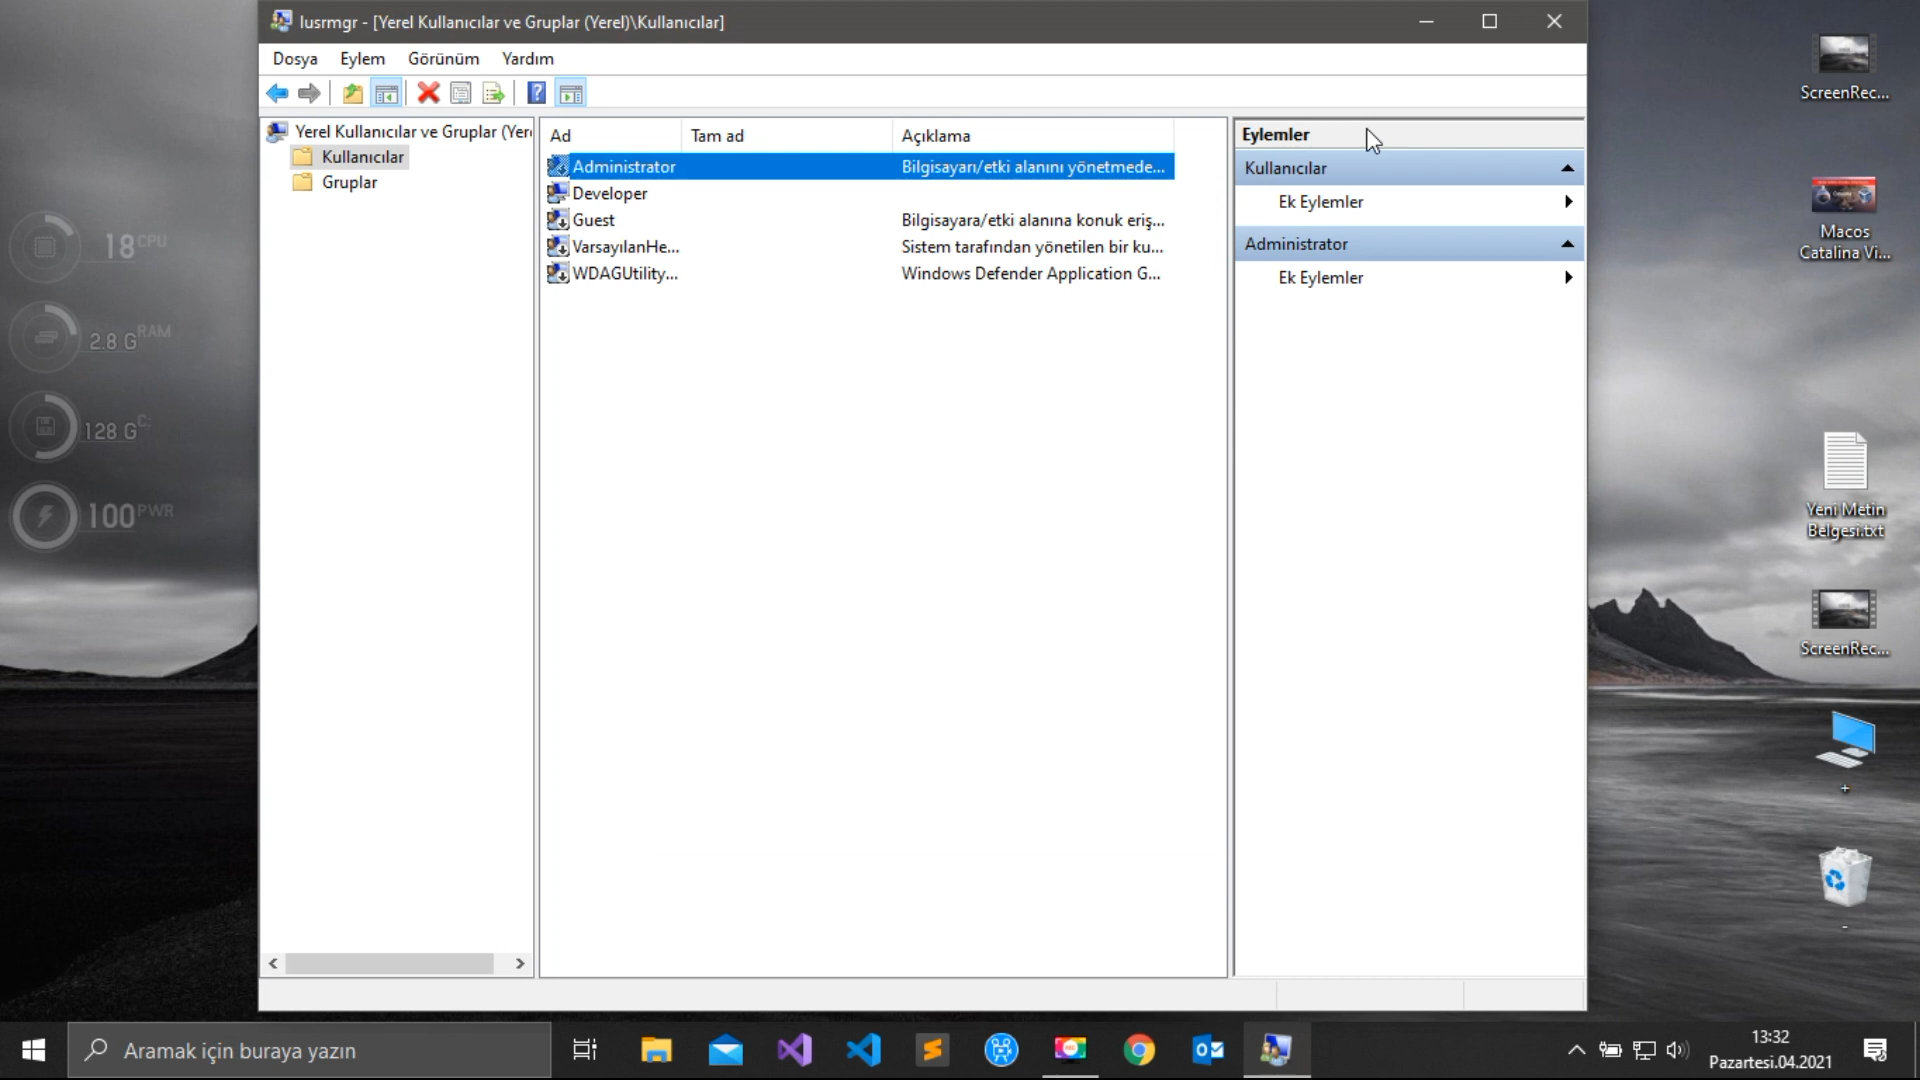 lusrmgr - [Yerel Kullanıcılar ve Gruplar (Yerel)\Kullanıcılar]
Dosya Eylem Görünüm Yardım
Yerel Kullanıcılar ve Gruplar (Yere
Kullanıcılar
Gruplar
Ad Tam ad Açıklama
Administrator Bilgisayarı/etki alanını yönetmede...
Developer
Guest Bilgisayara/etki alanına konuk eriş...
VarsayılanHe... Sistem tarafından yönetilen bir ku...
WDAGUtility... Windows Defender Application G...
Eylemler
Kullanıcılar
Ek Eylemler
Administrator
Ek Eylemler
18 CPU
2.8 G RAM
128 G C:
100 PWR
ScreenRec...
Macos
Catalina Vi...
Yeni Metin
Belgesi.txt
ScreenRec...
+
-
Aramak için buraya yazın
13:32
Pazartesi.04.2021